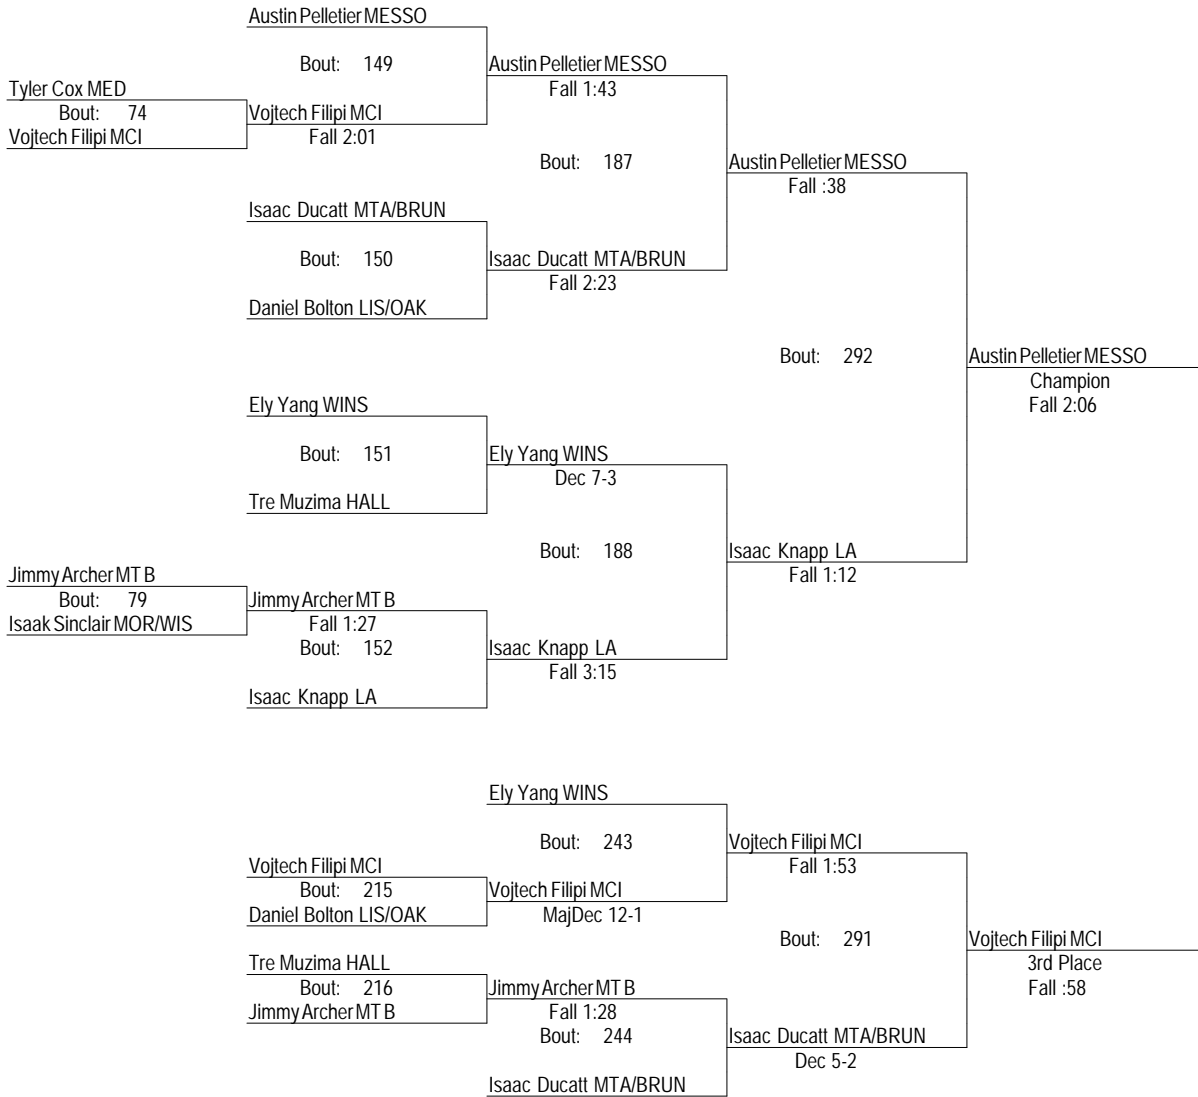 Austin Pelletier MESSO
Bout: 149
Austin Pelletier MESSO
Fall 1:43
Tyler Cox MED
Bout: 74
Vojtech Filipi MCI
Vojtech Filipi MCI
Fall 2:01
Bout: 187
Austin Pelletier MESSO
Fall :38
Isaac Ducatt MTA/BRUN
Bout: 150
Isaac Ducatt MTA/BRUN
Fall 2:23
Daniel Bolton LIS/OAK
Bout: 292
Austin Pelletier MESSO
Champion
Fall 2:06
Ely Yang WINS
Bout: 151
Ely Yang WINS
Dec 7-3
Tre Muzima HALL
Bout: 188
Isaac Knapp LA
Fall 1:12
Jimmy Archer MT B
Bout: 79
Isaak Sinclair MOR/WIS
Jimmy Archer MT B
Fall 1:27
Bout: 152
Isaac Knapp LA
Fall 3:15
Isaac Knapp LA
Ely Yang WINS
Bout: 243
Vojtech Filipi MCI
Fall 1:53
Vojtech Filipi MCI
Bout: 215
Daniel Bolton LIS/OAK
Vojtech Filipi MCI
MajDec 12-1
Bout: 291
Vojtech Filipi MCI
3rd Place
Fall :58
Tre Muzima HALL
Bout: 216
Jimmy Archer MT B
Jimmy Archer MT B
Fall 1:28
Bout: 244
Isaac Ducatt MTA/BRUN
Dec 5-2
Isaac Ducatt MTA/BRUN